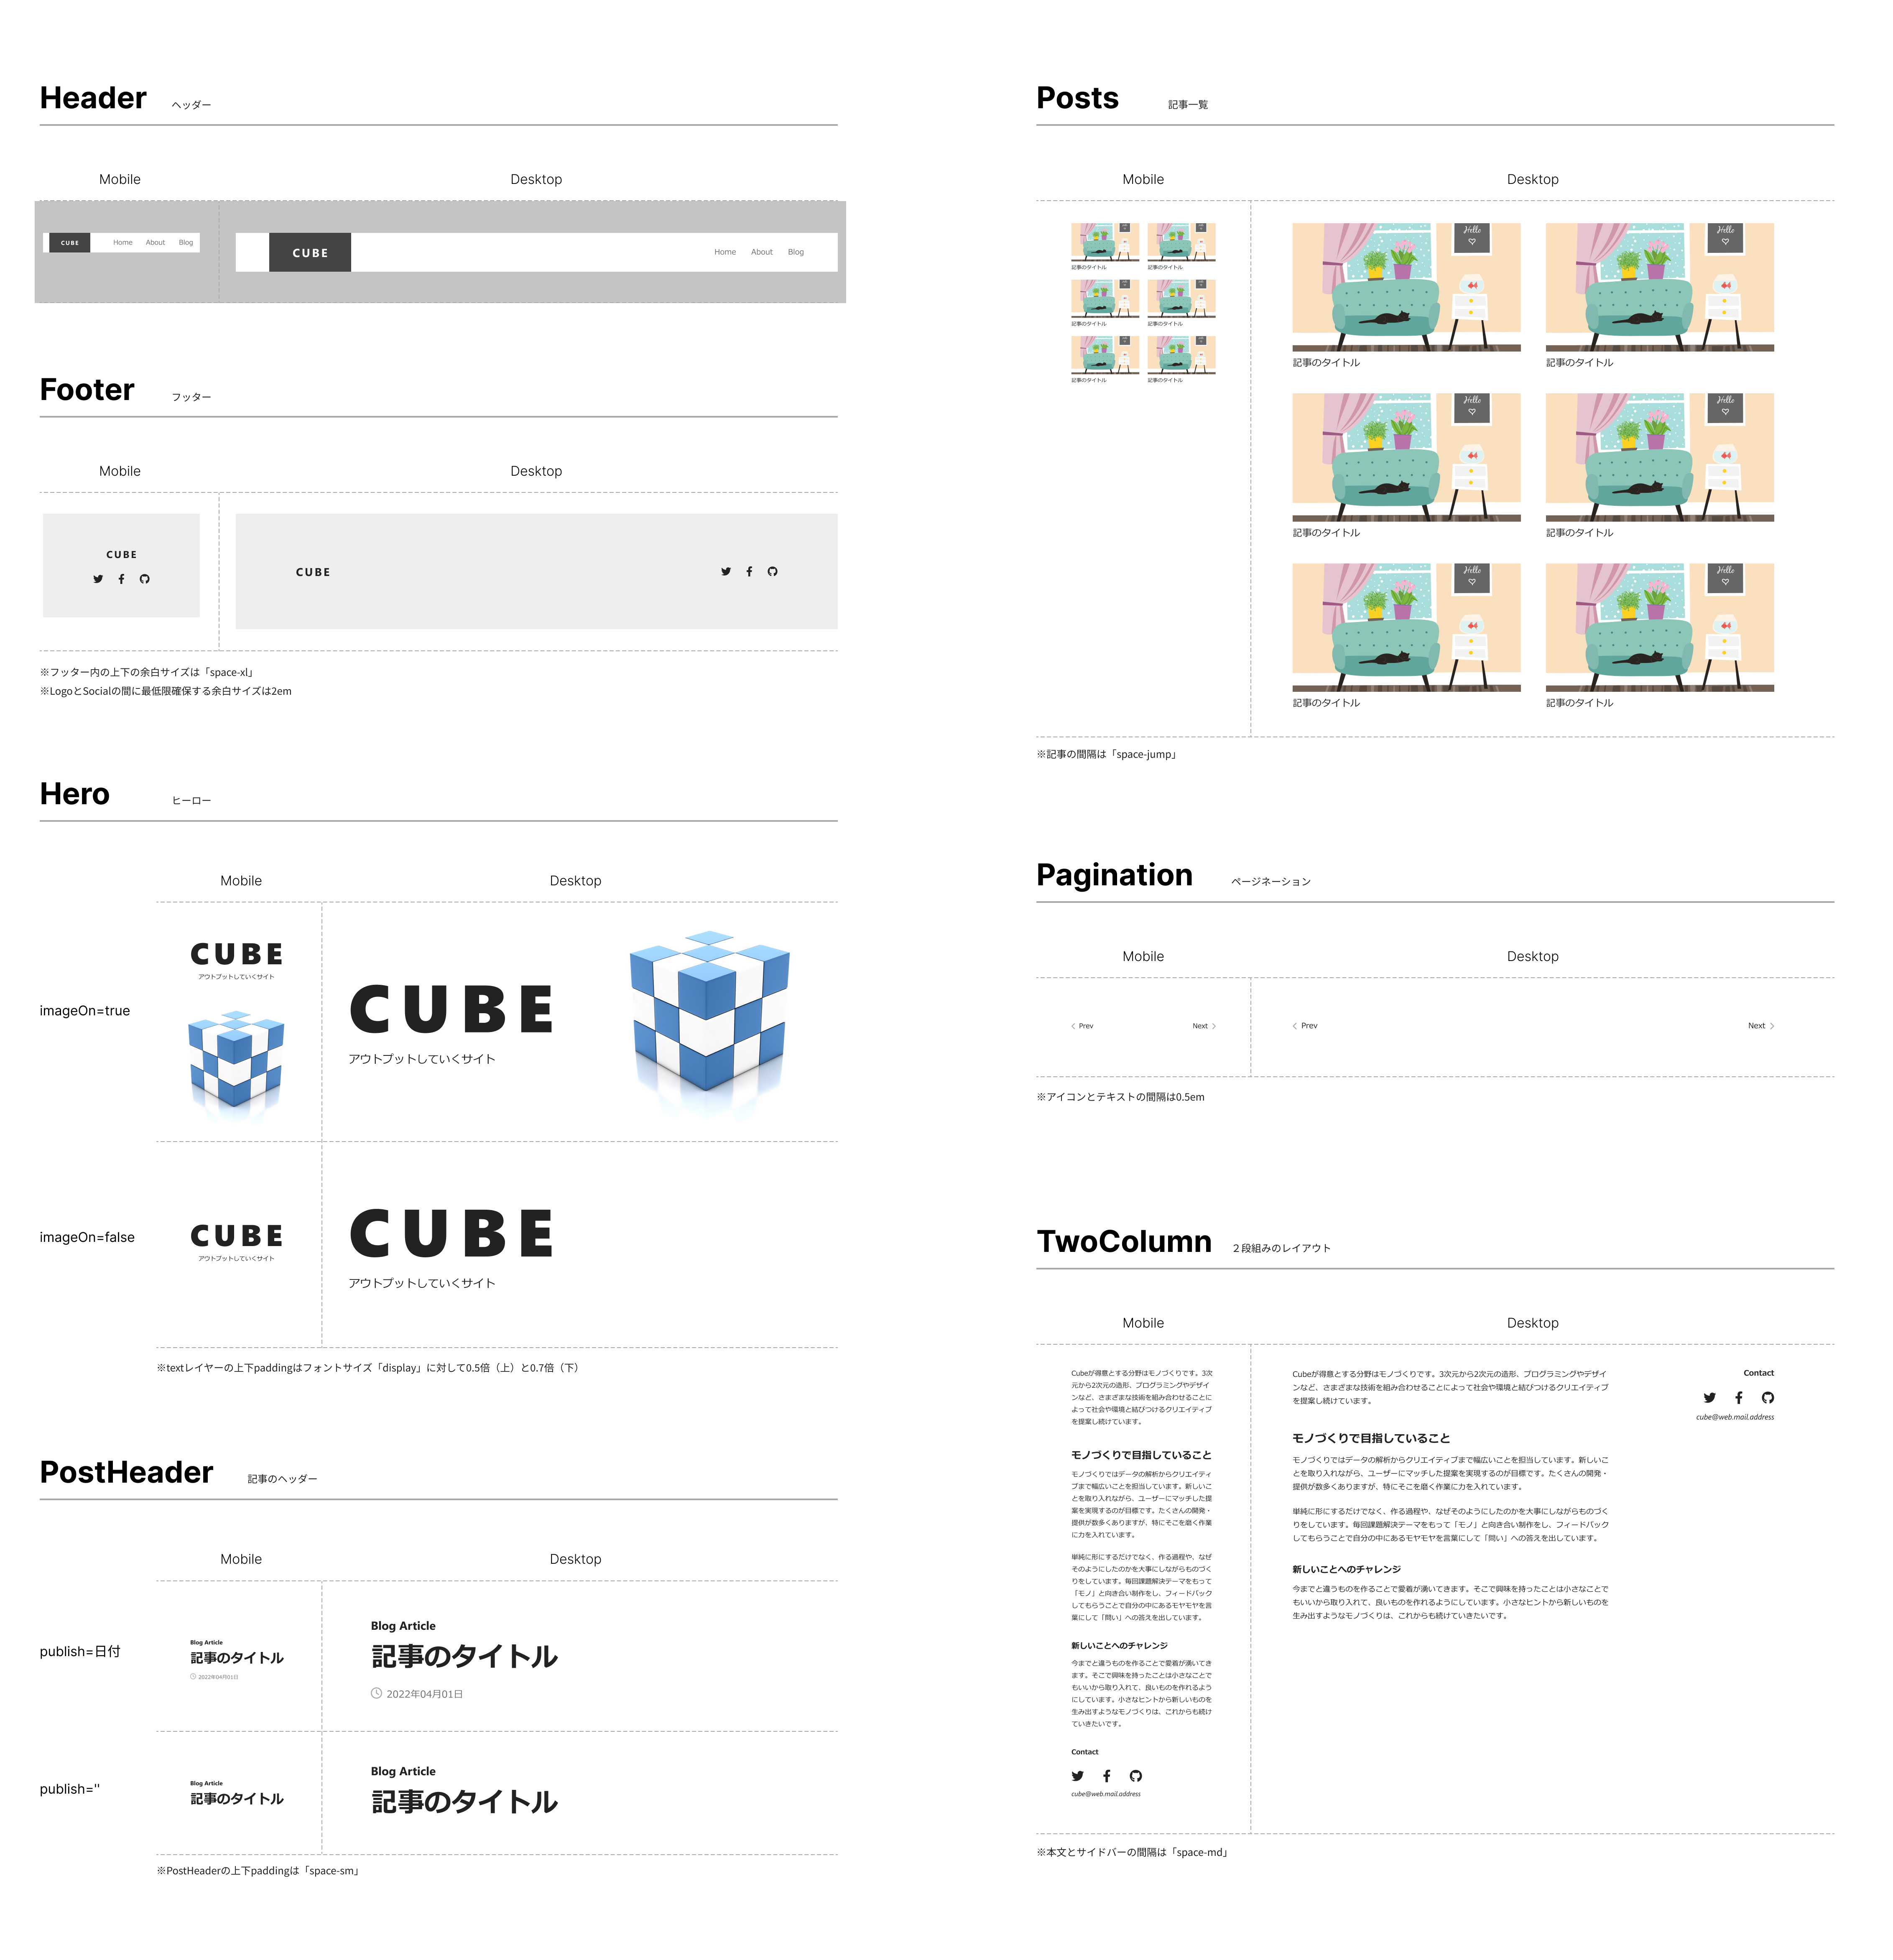 Header ヘッダー
Mobile
Desktop
CUBE
Home About Blog
CUBE
Home About Blog
Footer フッター
Mobile
Desktop
CUBE
CUBE
※フッター内の上下の余白サイズは「space-xl」
※LogoとSocialの間に最低限確保する余白サイズは2em
Hero ヒーロー
Mobile
Desktop
imageOn=true
CUBE
アウトプットしていくサイト
CUBE
アウトプットしていくサイト
imageOn=false
CUBE
アウトプットしていくサイト
CUBE
アウトプットしていくサイト
※textレイヤーの上下paddingはフォントサイズ「display」に対して0.5倍（上）と0.7倍（下）
PostHeader 記事のヘッダー
Mobile
Desktop
publish=日付
Blog Article
記事のタイトル
2022年04月01日
Blog Article
記事のタイトル
2022年04月01日
publish=''
Blog Article
記事のタイトル
Blog Article
記事のタイトル
※PostHeaderの上下paddingは「space-sm」
Posts 記事一覧
Mobile
Desktop
Hello
Hello
記事のタイトル
記事のタイトル
Hello
Hello
記事のタイトル
記事のタイトル
Hello
Hello
記事のタイトル
記事のタイトル
Hello
Hello
記事のタイトル
記事のタイトル
Hello
Hello
記事のタイトル
記事のタイトル
Hello
Hello
記事のタイトル
記事のタイトル
※記事の間隔は「space-jump」
Pagination ページネーション
Mobile
Desktop
Prev
Next
Prev
Next
※アイコンとテキストの間隔は0.5em
TwoColumn ２段組みのレイアウト
Mobile
Desktop
Cubeが得意とする分野はモノづくりです。3次
元から2次元の造形、プログラミングやデザイ
ンなど、さまざまな技術を組み合わせることに
よって社会や環境と結びつけるクリエイティブ
を提案し続けています。
モノづくりで目指していること
モノづくりではデータの解析からクリエイティ
ブまで幅広いことを担当しています。新しいこ
とを取り入れながら、ユーザーにマッチした提
案を実現するのが目標です。たくさんの開発・
提供が数多くありますが、特にそこを磨く作業
に力を入れています。
単純に形にするだけでなく、作る過程や、なぜ
そのようにしたのかを大事にしながらものづく
りをしています。毎回課題解決テーマをもって
「モノ」と向き合い制作をし、フィードバック
してもらうことで自分の中にあるモヤモヤを言
葉にして「問い」への答えを出しています。
新しいことへのチャレンジ
今までと違うものを作ることで愛着が湧いてき
ます。そこで興味を持ったことは小さなことで
もいいから取り入れて、良いものを作れるよう
にしています。小さなヒントから新しいものを
生み出すようなモノづくりは、これからも続け
ていきたいです。
Contact
cube@web.mail.address
Cubeが得意とする分野はモノづくりです。3次元から2次元の造形、プログラミングやデザイ
ンなど、さまざまな技術を組み合わせることによって社会や環境と結びつけるクリエイティブ
を提案し続けています。
モノづくりで目指していること
モノづくりではデータの解析からクリエイティブまで幅広いことを担当しています。新しいこ
とを取り入れながら、ユーザーにマッチした提案を実現するのが目標です。たくさんの開発・
提供が数多くありますが、特にそこを磨く作業に力を入れています。
単純に形にするだけでなく、作る過程や、なぜそのようにしたのかを大事にしながらものづく
りをしています。毎回課題解決テーマをもって「モノ」と向き合い制作をし、フィードバック
してもらうことで自分の中にあるモヤモヤを言葉にして「問い」への答えを出しています。
新しいことへのチャレンジ
今までと違うものを作ることで愛着が湧いてきます。そこで興味を持ったことは小さなことで
もいいから取り入れて、良いものを作れるようにしています。小さなヒントから新しいものを
生み出すようなモノづくりは、これからも続けていきたいです。
Contact
cube@web.mail.address
※本文とサイドバーの間隔は「space-md」